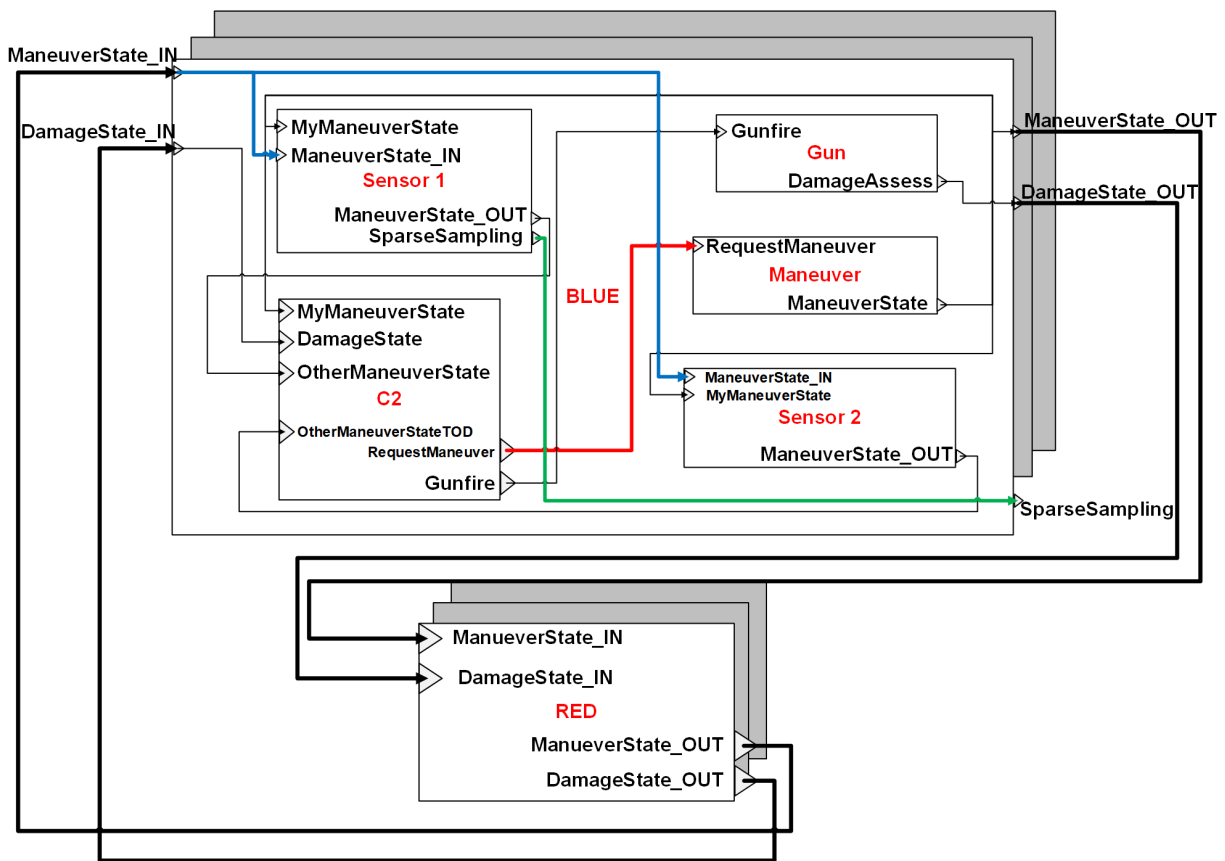 ManeuverState_IN
DamageState_IN
MyManeuverState
ManeuverState_IN
Sensor 1
ManeuverState_OUT
SparseSampling
Gunfire
Gun
DamageAssess
ManeuverState_OUT
DamageState_OUT
RequestManeuver
Maneuver
ManeuverState
BLUE
MyManeuverState
DamageState
OtherManeuverState
C2
OtherManeuverStateTOD
RequestManeuver
Gunfire
ManeuverState_IN
MyManeuverState
Sensor 2
ManeuverState_OUT
SparseSampling
ManueverState_IN
DamageState_IN
RED
ManueverState_OUT
DamageState_OUT